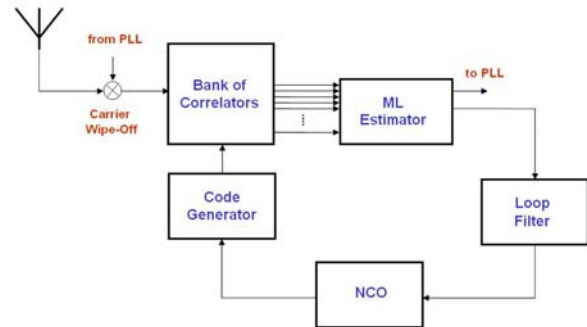 from PLL
Carrier
Wipe-Off
Bank of
Correlators
ML
Estimator
to PLL
Code
Generator
Loop
Filter
NCO